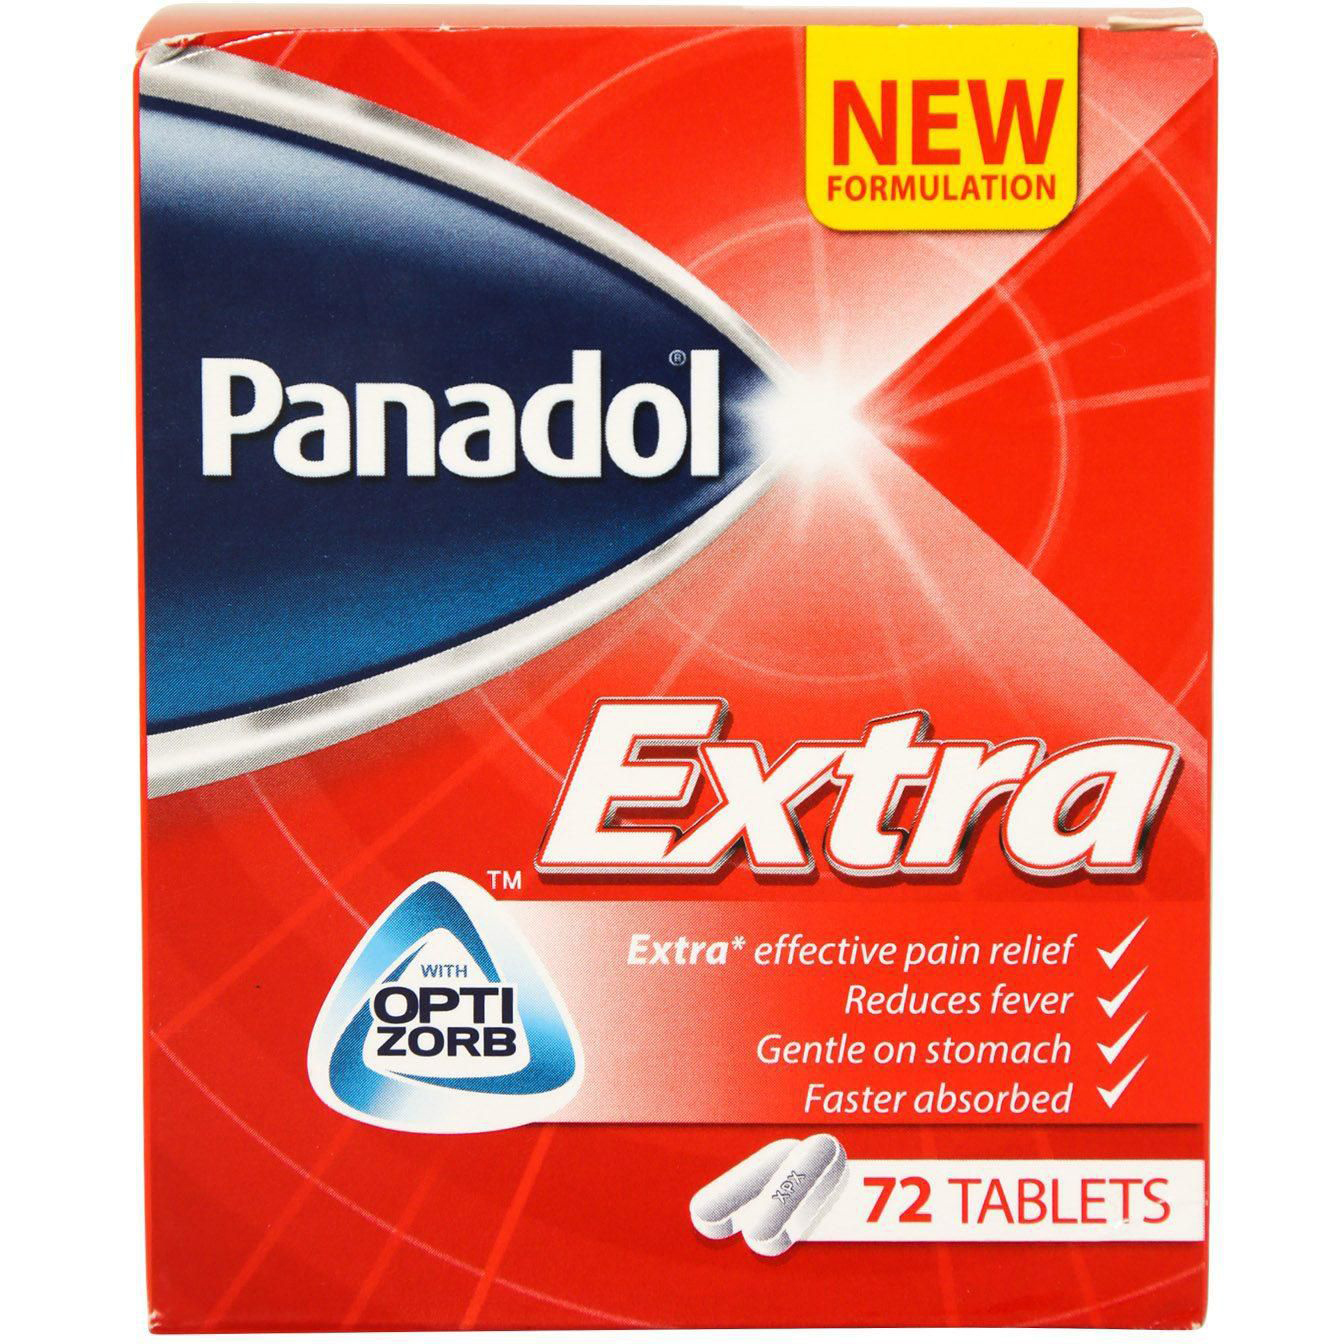 NEW
FORMULATION
Panadol®
Extra
™
WITH
OPTI
ZORB
Extra* effective pain relief
Reduces fever
Gentle on stomach
Faster absorbed
XPX
72 TABLETS